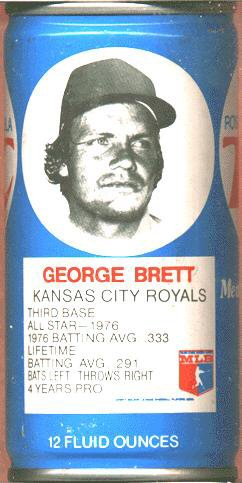 GEORGE BRETT
KANSAS CITY ROYALS
THIRD BASE
ALL STAR—1976
1976 BATTING AVG .333
LIFETIME
BATTING AVG .291
BATS LEFT THROWS RIGHT
4 YEARS PRO
MLB
12 FLUID OUNCES